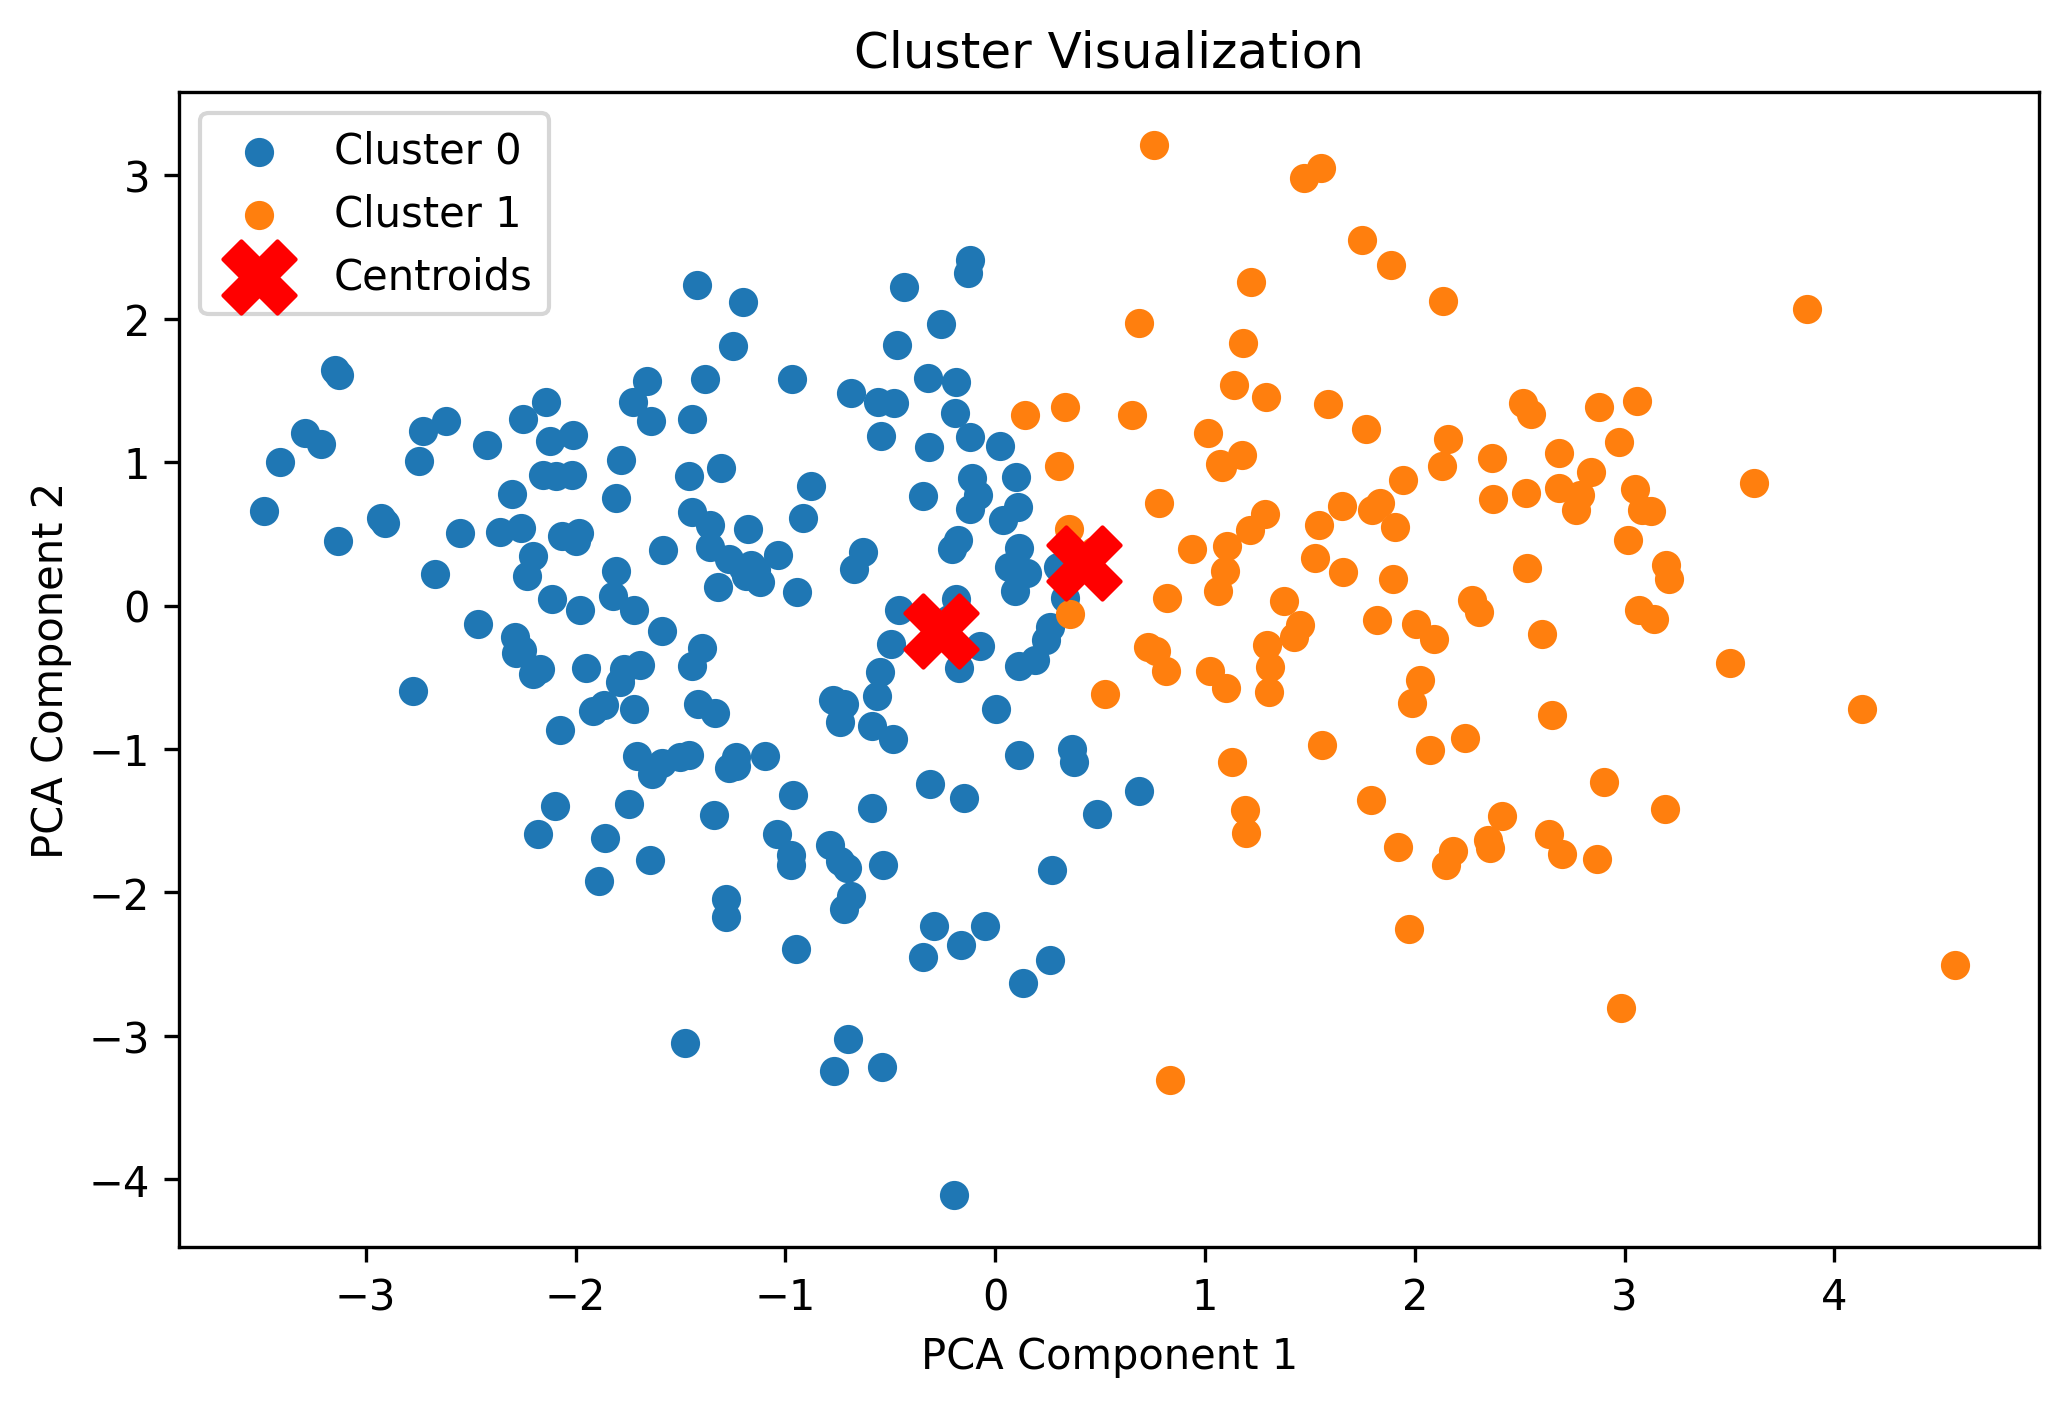 Cluster Visualization
Cluster 0
Cluster 1
Centroids
3
2
1
0
−1
−2
−3
−4
PCA Component 2
−3
−2
−1
0
1
2
3
4
PCA Component 1